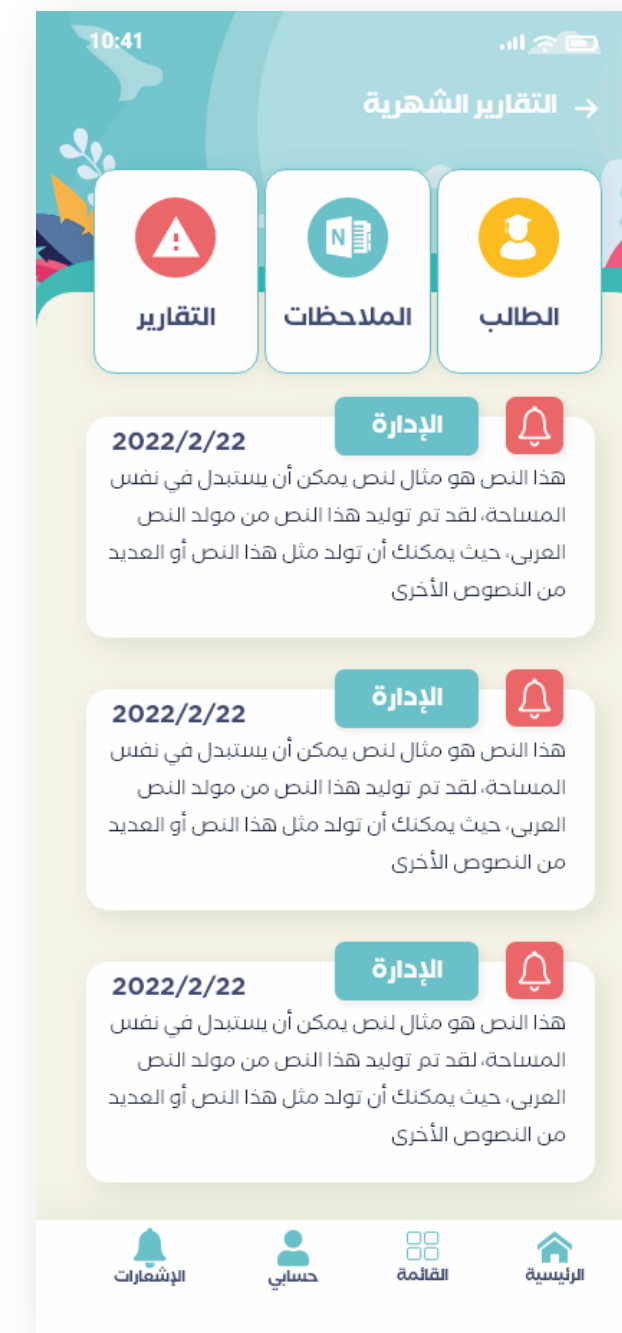 10:41
التقارير الشهرية
الطالب
الملاحظات
التقارير
الإدارة
2022/2/22
هذا النص هو مثال لنص يمكن أن يستبدل في نفس
المساحة، لقد تم توليد هذا النص من مولد النص
العربى، حيث يمكنك أن تولد مثل هذا النص أو العديد
من النصوص الأخرى
الإدارة
2022/2/22
هذا النص هو مثال لنص يمكن أن يستبدل في نفس
المساحة، لقد تم توليد هذا النص من مولد النص
العربى، حيث يمكنك أن تولد مثل هذا النص أو العديد
من النصوص الأخرى
الإدارة
2022/2/22
هذا النص هو مثال لنص يمكن أن يستبدل في نفس
المساحة، لقد تم توليد هذا النص من مولد النص
العربى، حيث يمكنك أن تولد مثل هذا النص أو العديد
من النصوص الأخرى
الرئيسية
القائمة
حسابي
الإشعارات